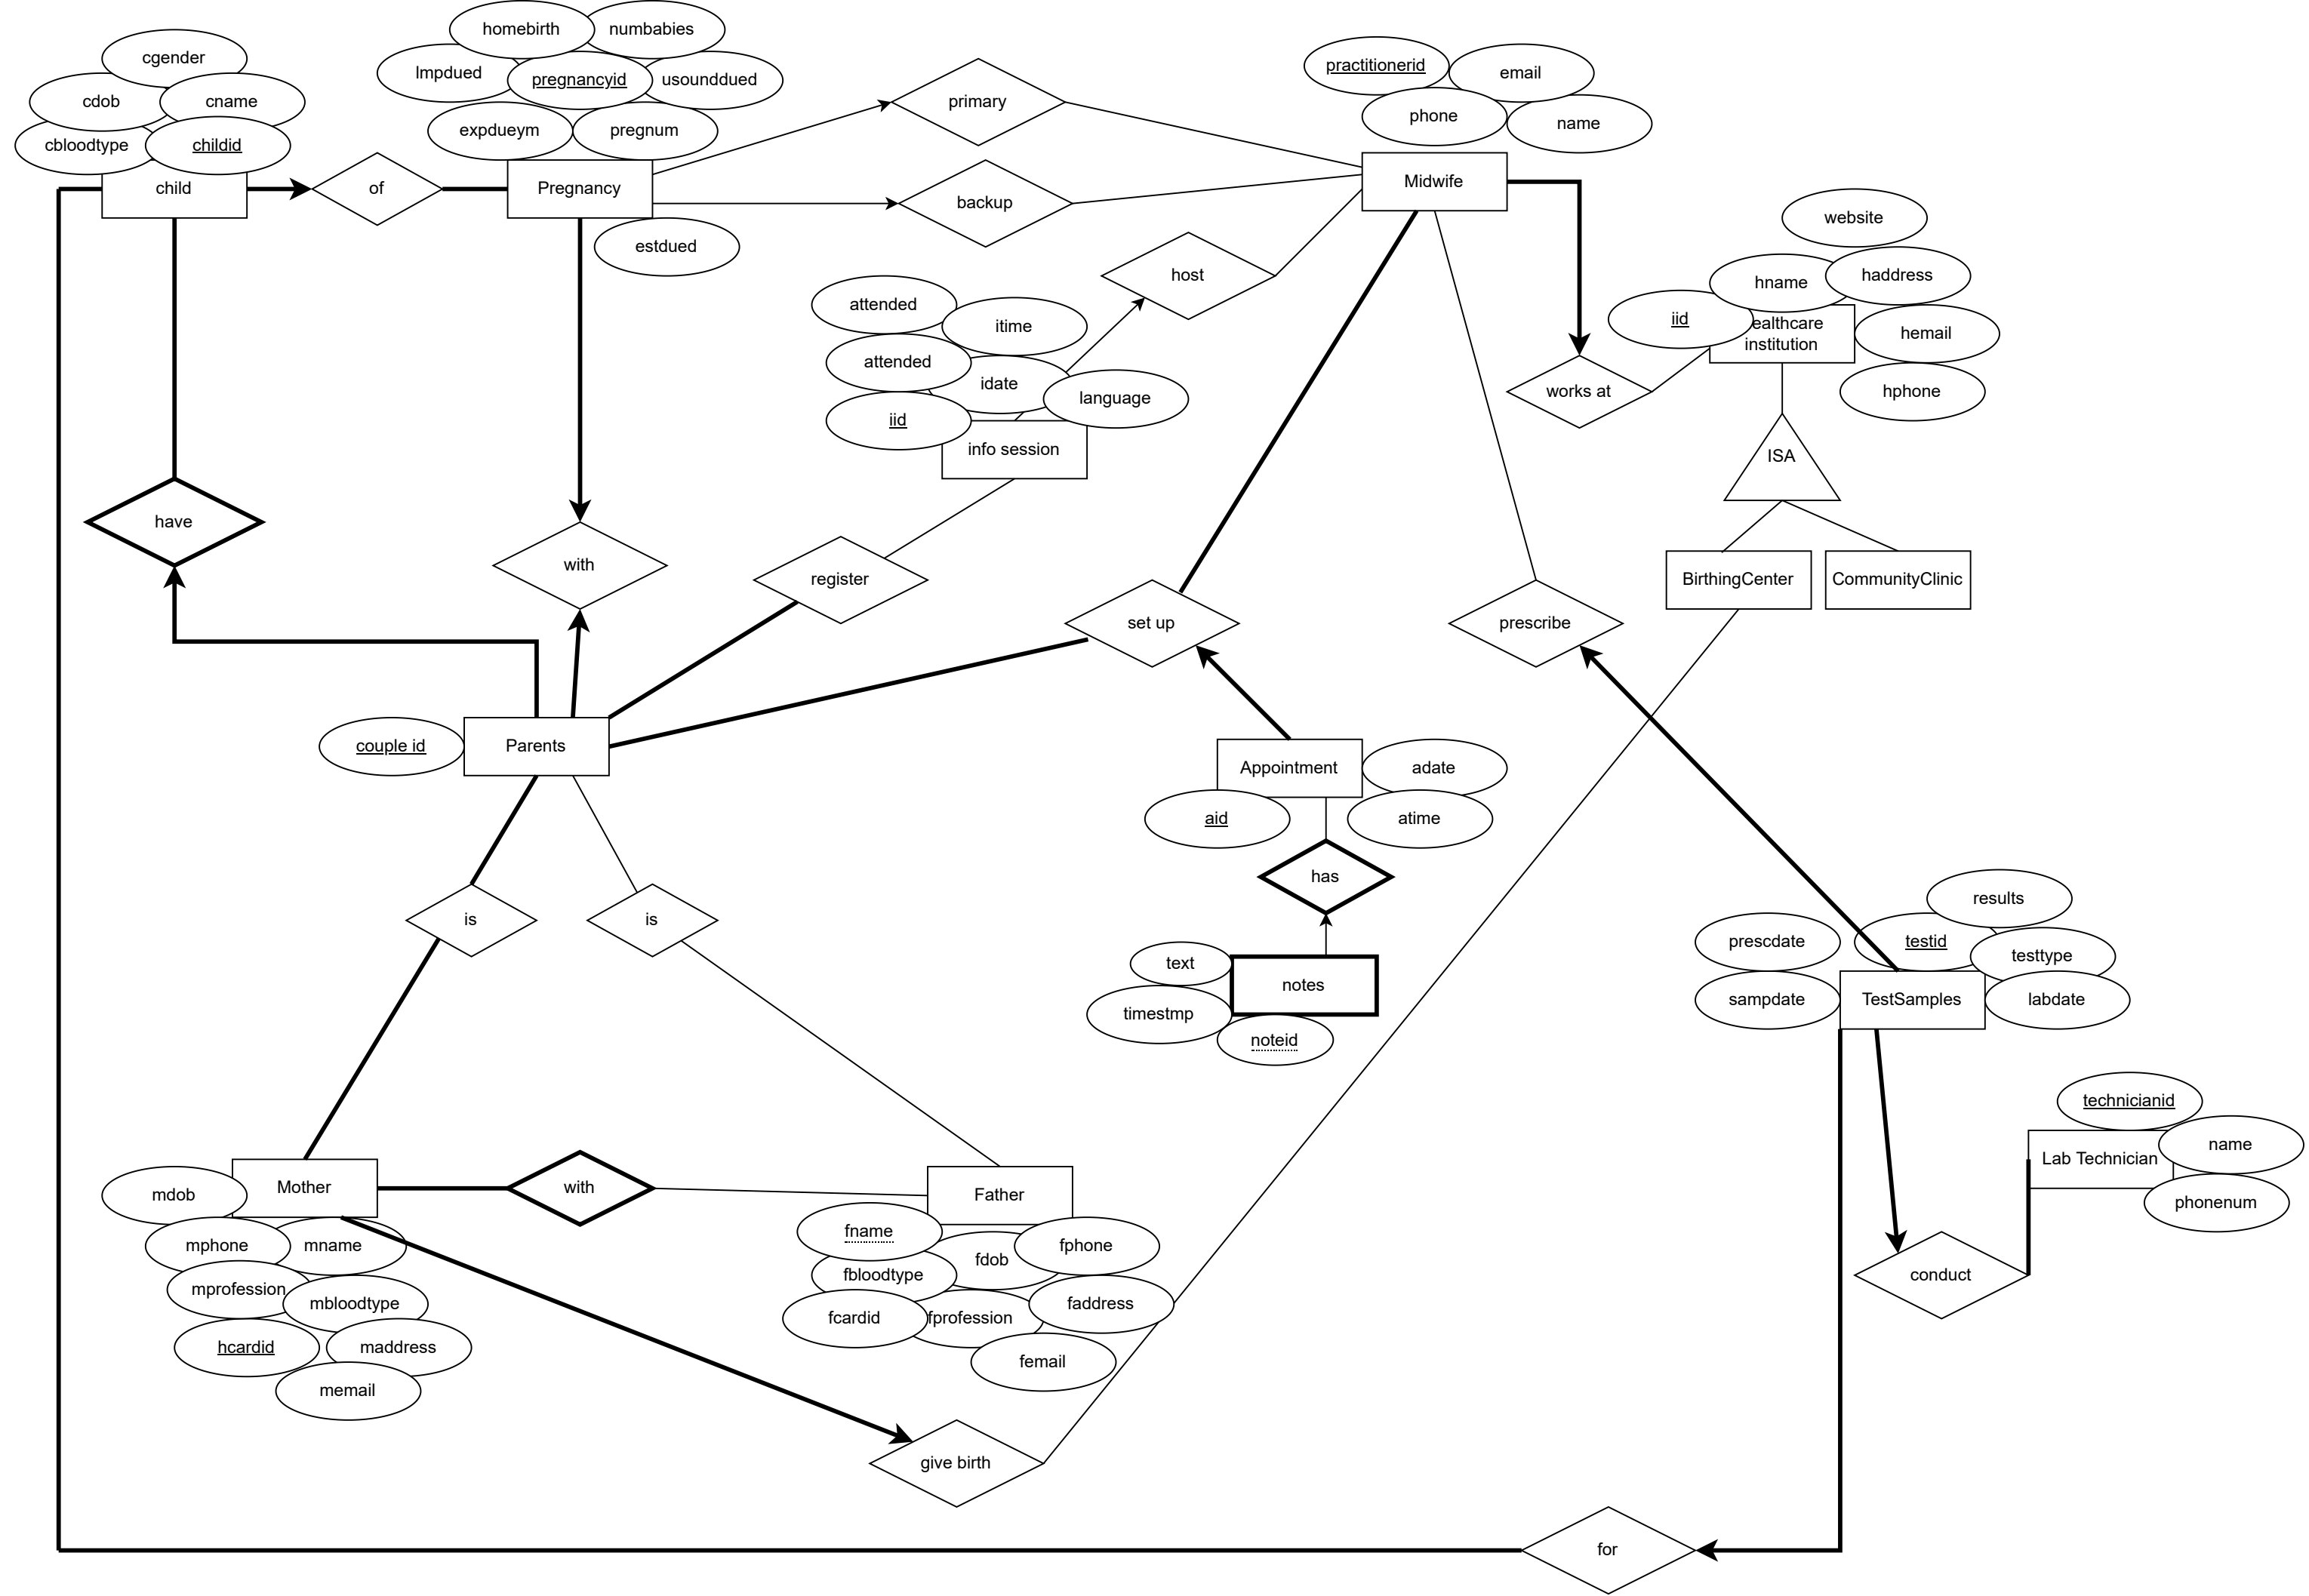 homebirth
numbabies
cgender
lmpdued
pregnancyid
usounddued
practitionerid
email
cdob
cname
primary
phone
name
expdueym
pregnum
cbloodtype
childid
child
of
Pregnancy
Midwife
backup
website
estdued
host
hname
haddress
attended
itime
iid
ealthcare
institution
hemail
attended
idate
language
works at
hphone
iid
info session
ISA
have
with
register
BirthingCenter
CommunityClinic
set up
prescribe
couple id
Parents
Appointment
adate
aid
atime
has
is
is
results
prescdate
testid
testtype
text
notes
sampdate
TestSamples
labdate
timestmp
noteid
technicianid
name
Lab Technician
mdob
Mother
with
Father
phonenum
mphone
mname
fname
fdob
fphone
mprofession
mbloodtype
fbloodtype
conduct
faddress
fcardid
fprofession
hcardid
maddress
femail
memail
give birth
for